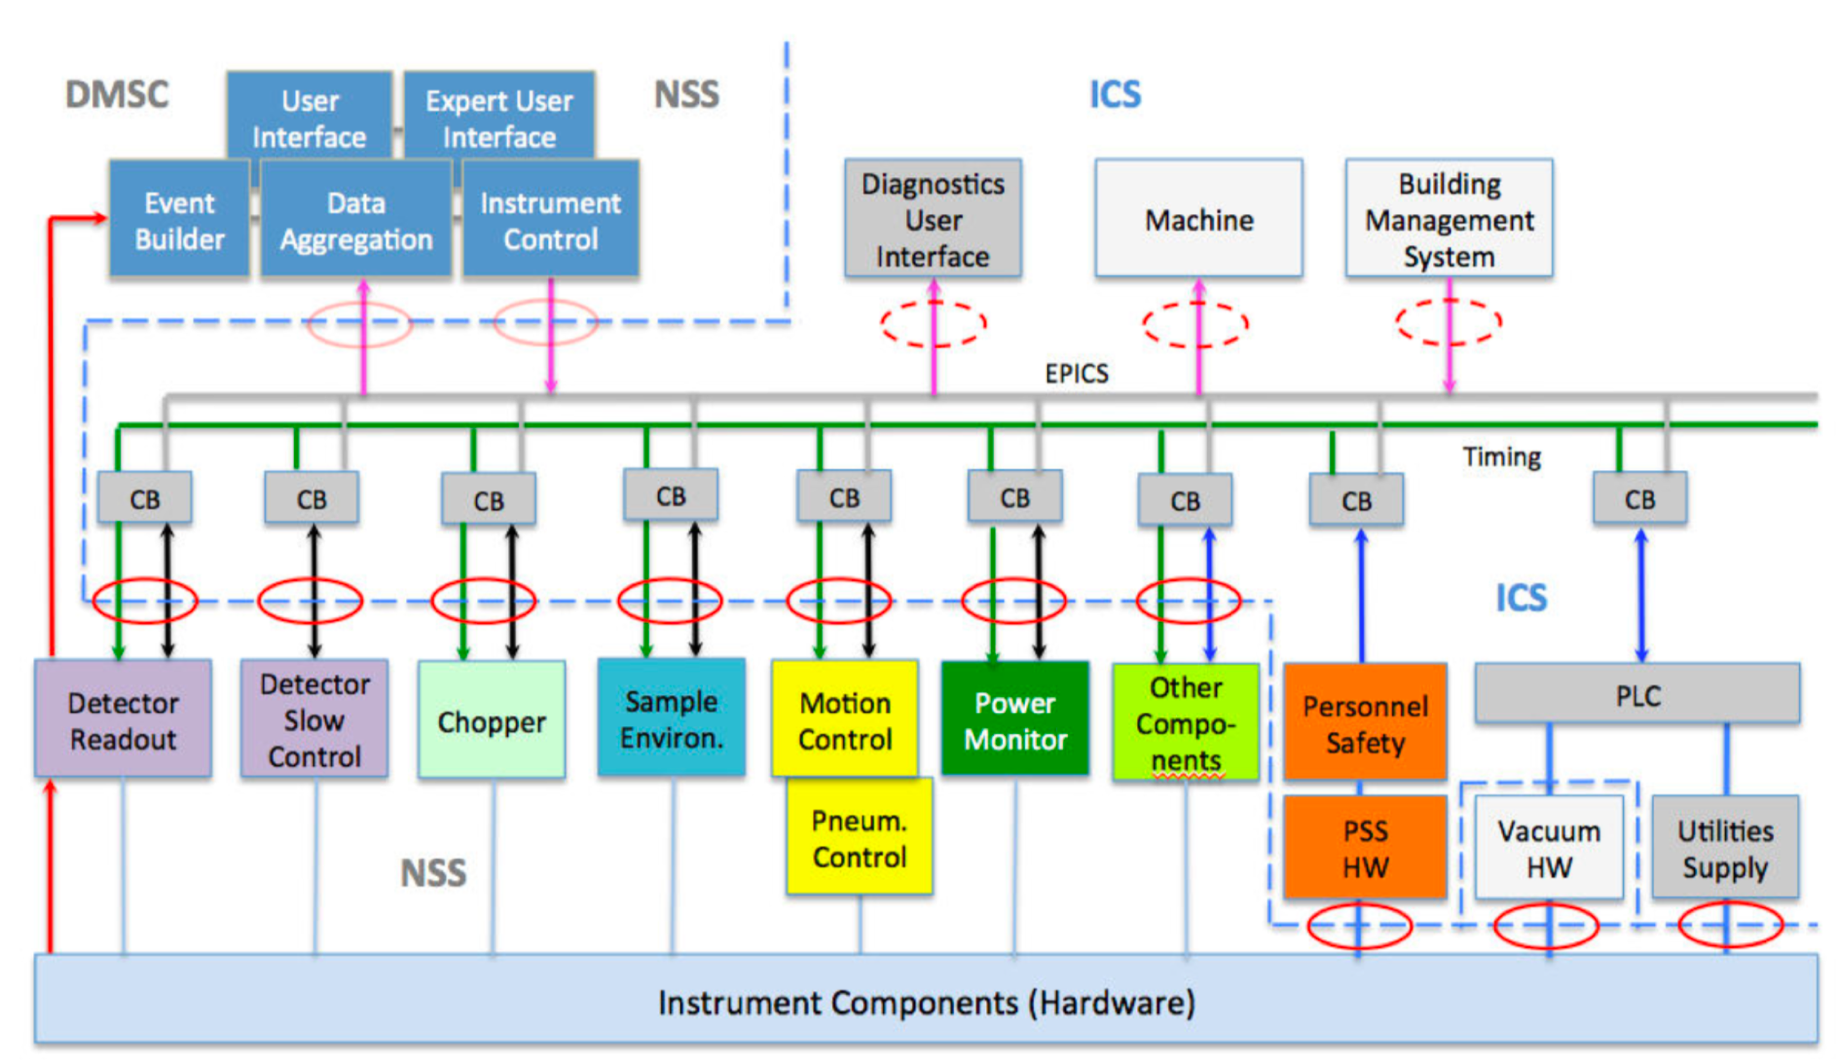 DMSC
User
Interface
Expert User
Interface
NSS
ICS
Event
Builder
Data
Aggregation
Instrument
Control
Diagnostics
User
Interface
Machine
Building
Management
System
EPICS
Timing
CB
CB
CB
CB
CB
CB
CB
CB
CB
ICS
Detector
Readout
Detector
Slow
Control
Chopper
Sample
Environ.
Motion
Control
Power
Monitor
Other
Compo-
nents
Personnel
Safety
PLC
Pneum.
Control
PSS
HW
Vacuum
HW
Utilities
Supply
NSS
Instrument Components (Hardware)